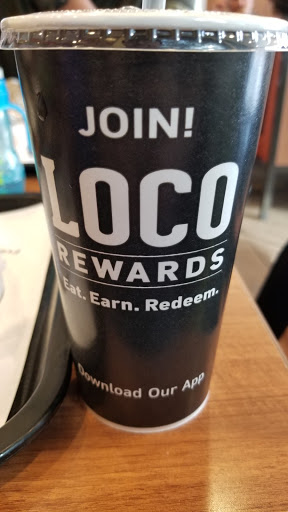 JOIN!
LOCO
REWARDS
Eat. Earn. Redeem.
Download Our App